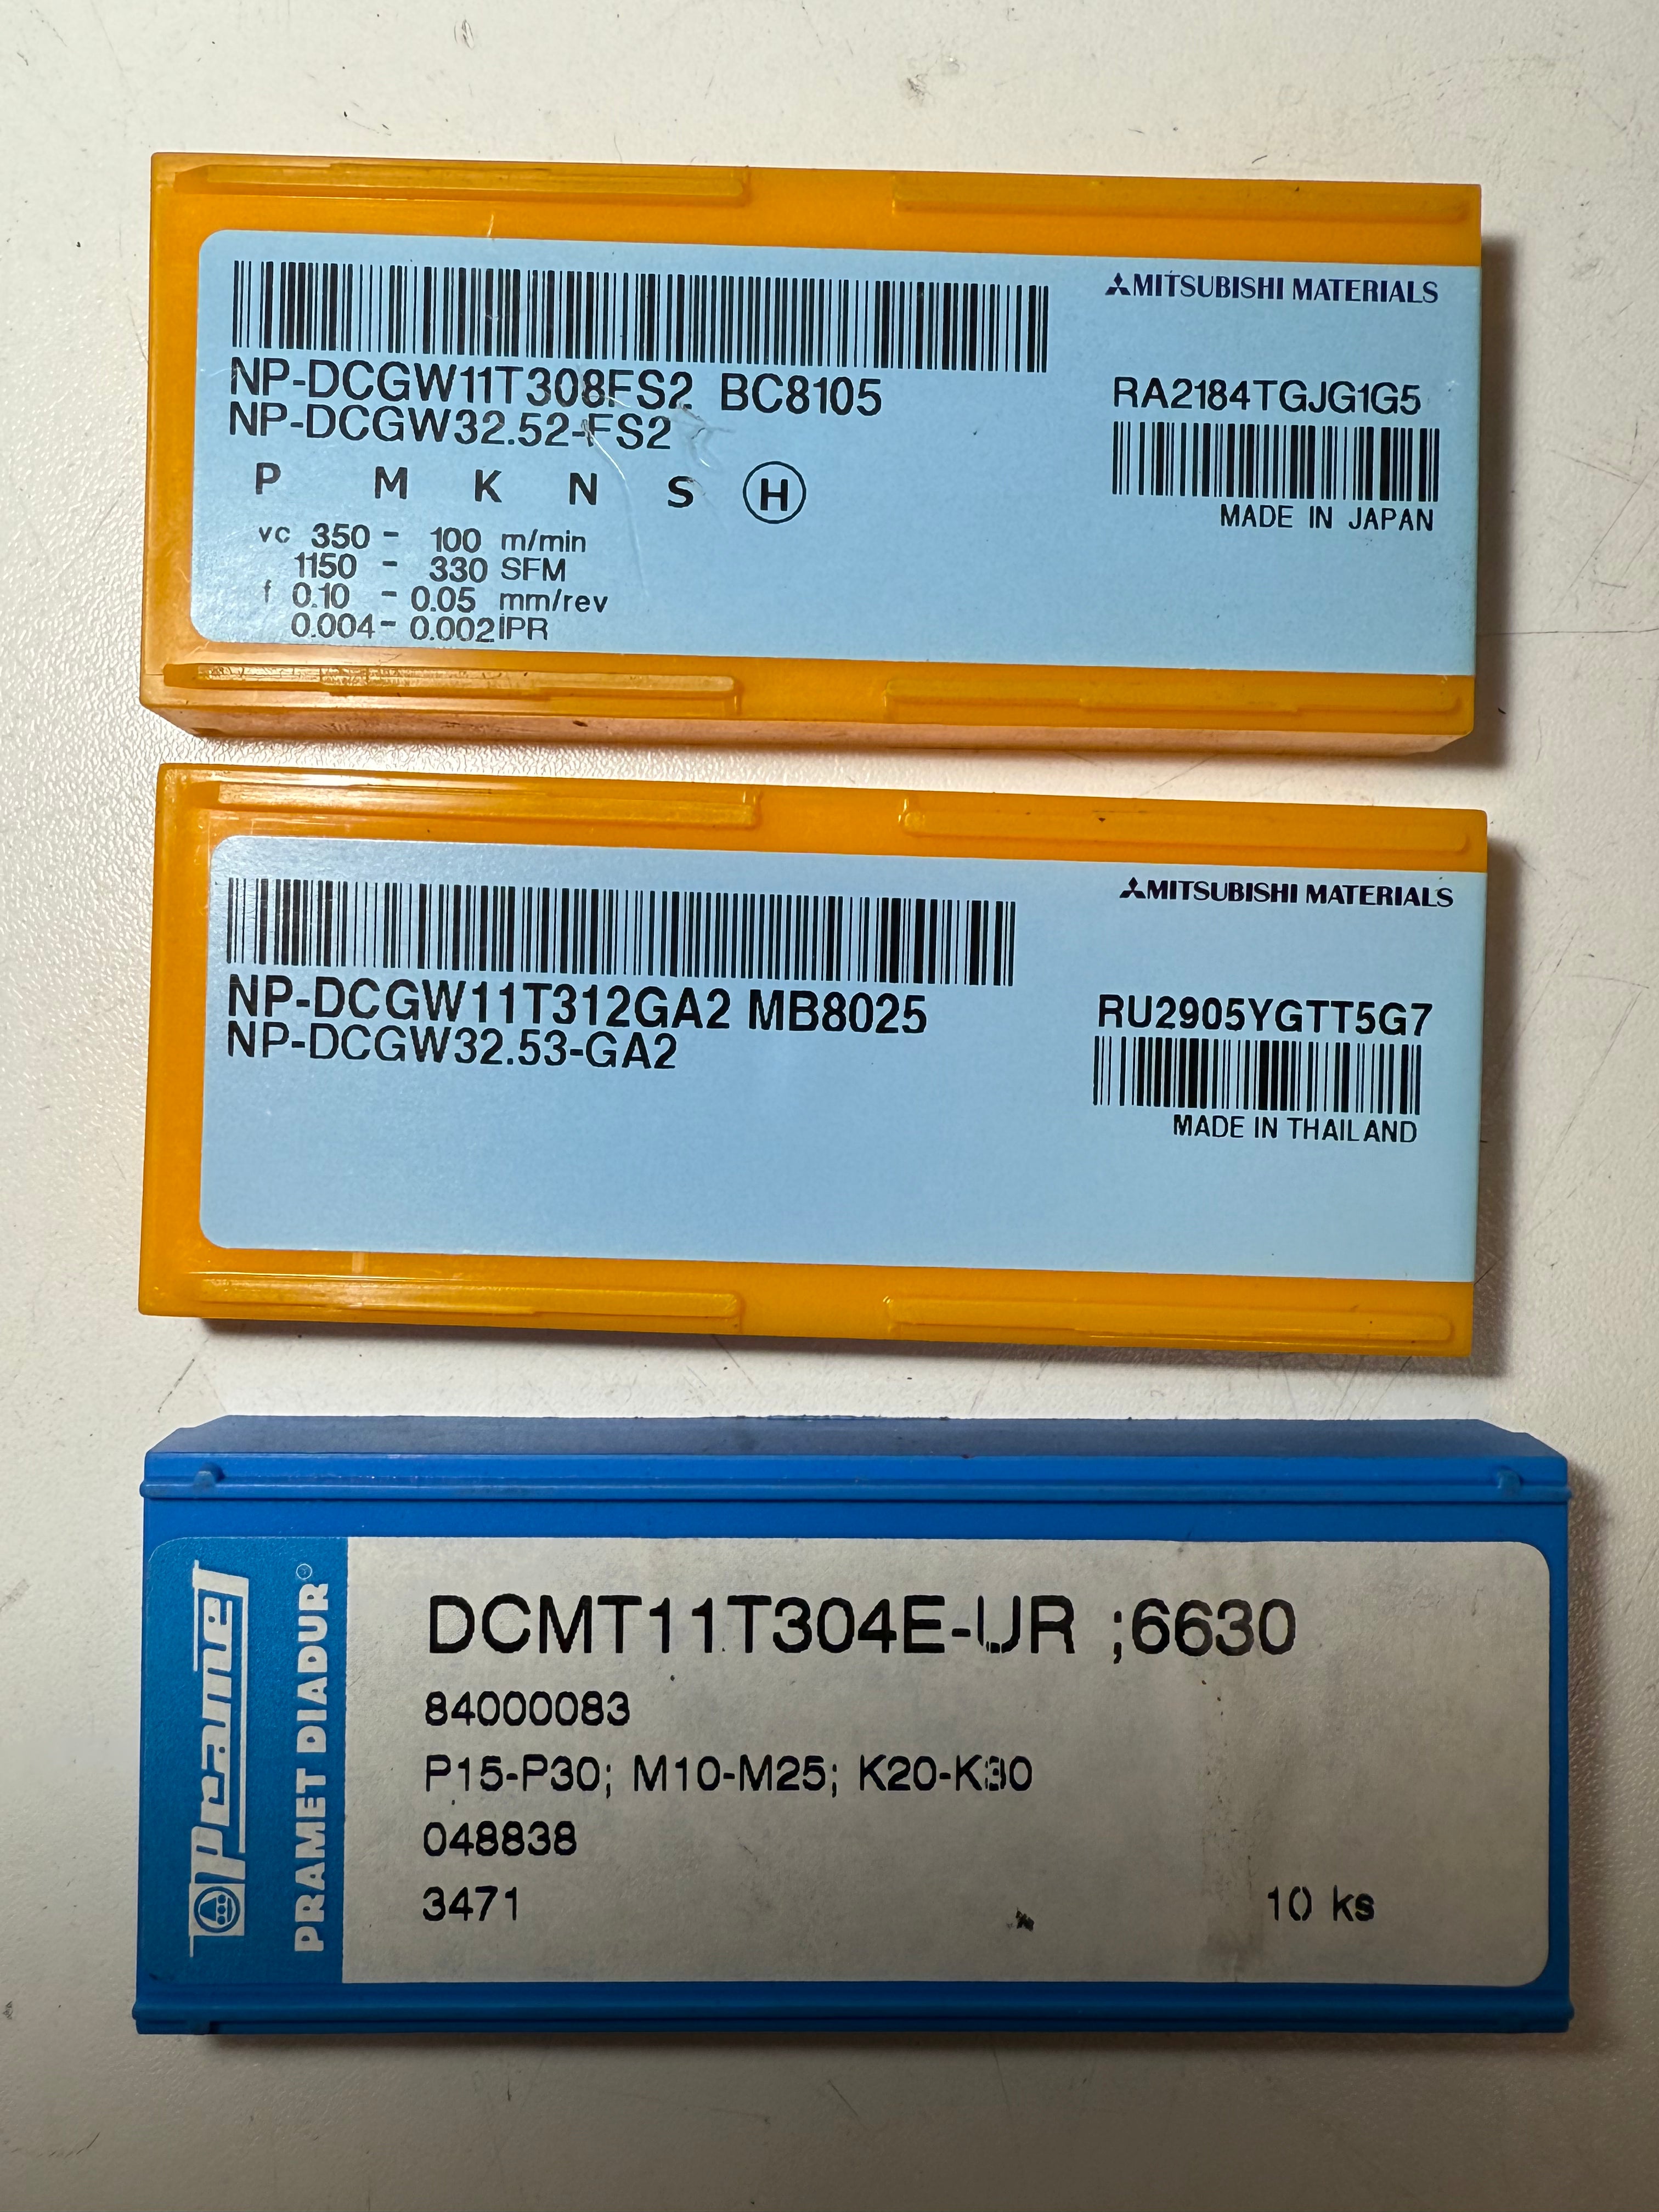 MITSUBISHI MATERIALS
NP-DCGW11T308FS2 BC8105
NP-DCGW32.52-FS2
RA2184TGJG1G5
P M K N S H
MADE IN JAPAN
vc 350 - 100 m/min
1150 - 330 SFM
f 0.10 - 0.05 mm/rev
0.004 - 0.002 IPR
MITSUBISHI MATERIALS
NP-DCGW11T312GA2 MB8025
NP-DCGW32.53-GA2
RU2905YGTT5G7
MADE IN THAILAND
Pramet
PRAMET DIADUR®
DCMT11T304E-UR ;6630
84000083
P15-P30; M10-M25; K20-K30
048838
3471 10 ks